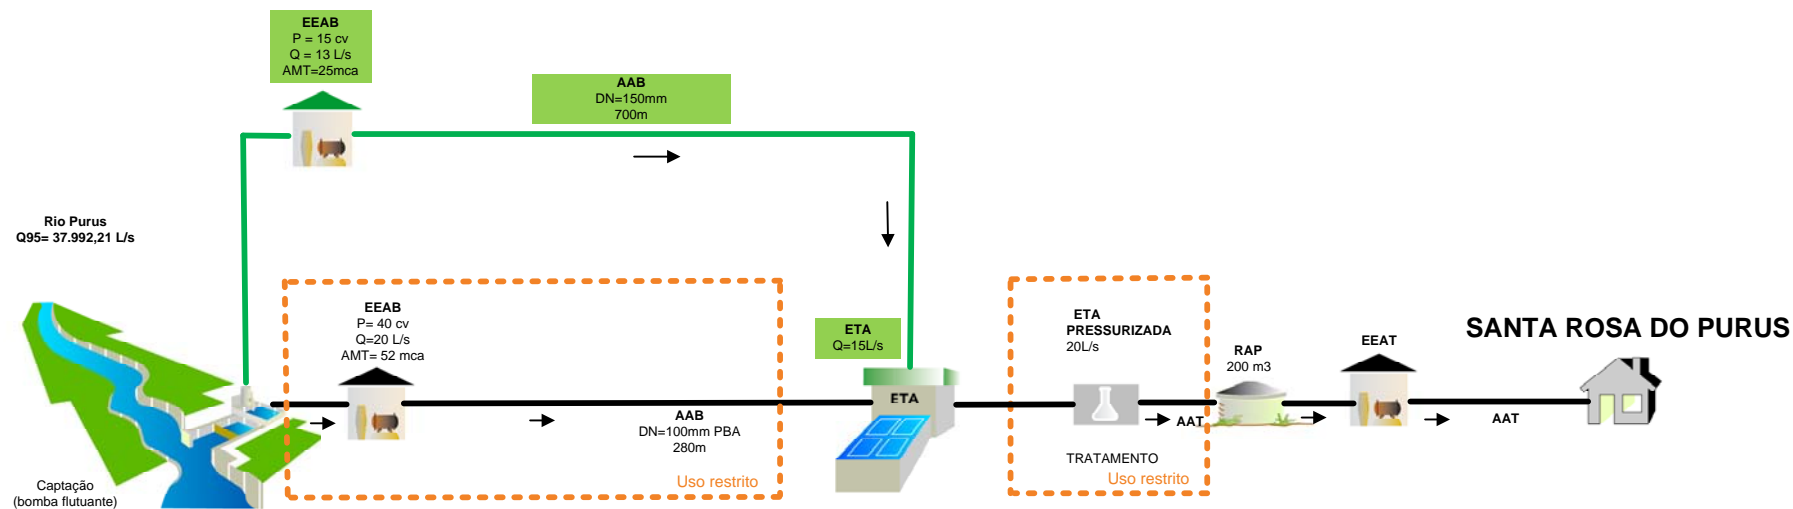 EEAB
P = 15 cv
Q = 13 L/s
AMT=25mca
AAB
DN=150mm
700m
Rio Purus
Q95= 37.992,21 L/s
EEAB
P= 40 cv
Q=20 L/s
AMT= 52 mca
AAB
DN=100mm PBA
280m
Uso restrito
ETA
Q=15L/s
ETA
ETA
PRESSURIZADA
20L/s
AAT
TRATAMENTO
Uso restrito
RAP
200 m3
EEAT
AAT
SANTA ROSA DO PURUS
Captação
(bomba flutuante)